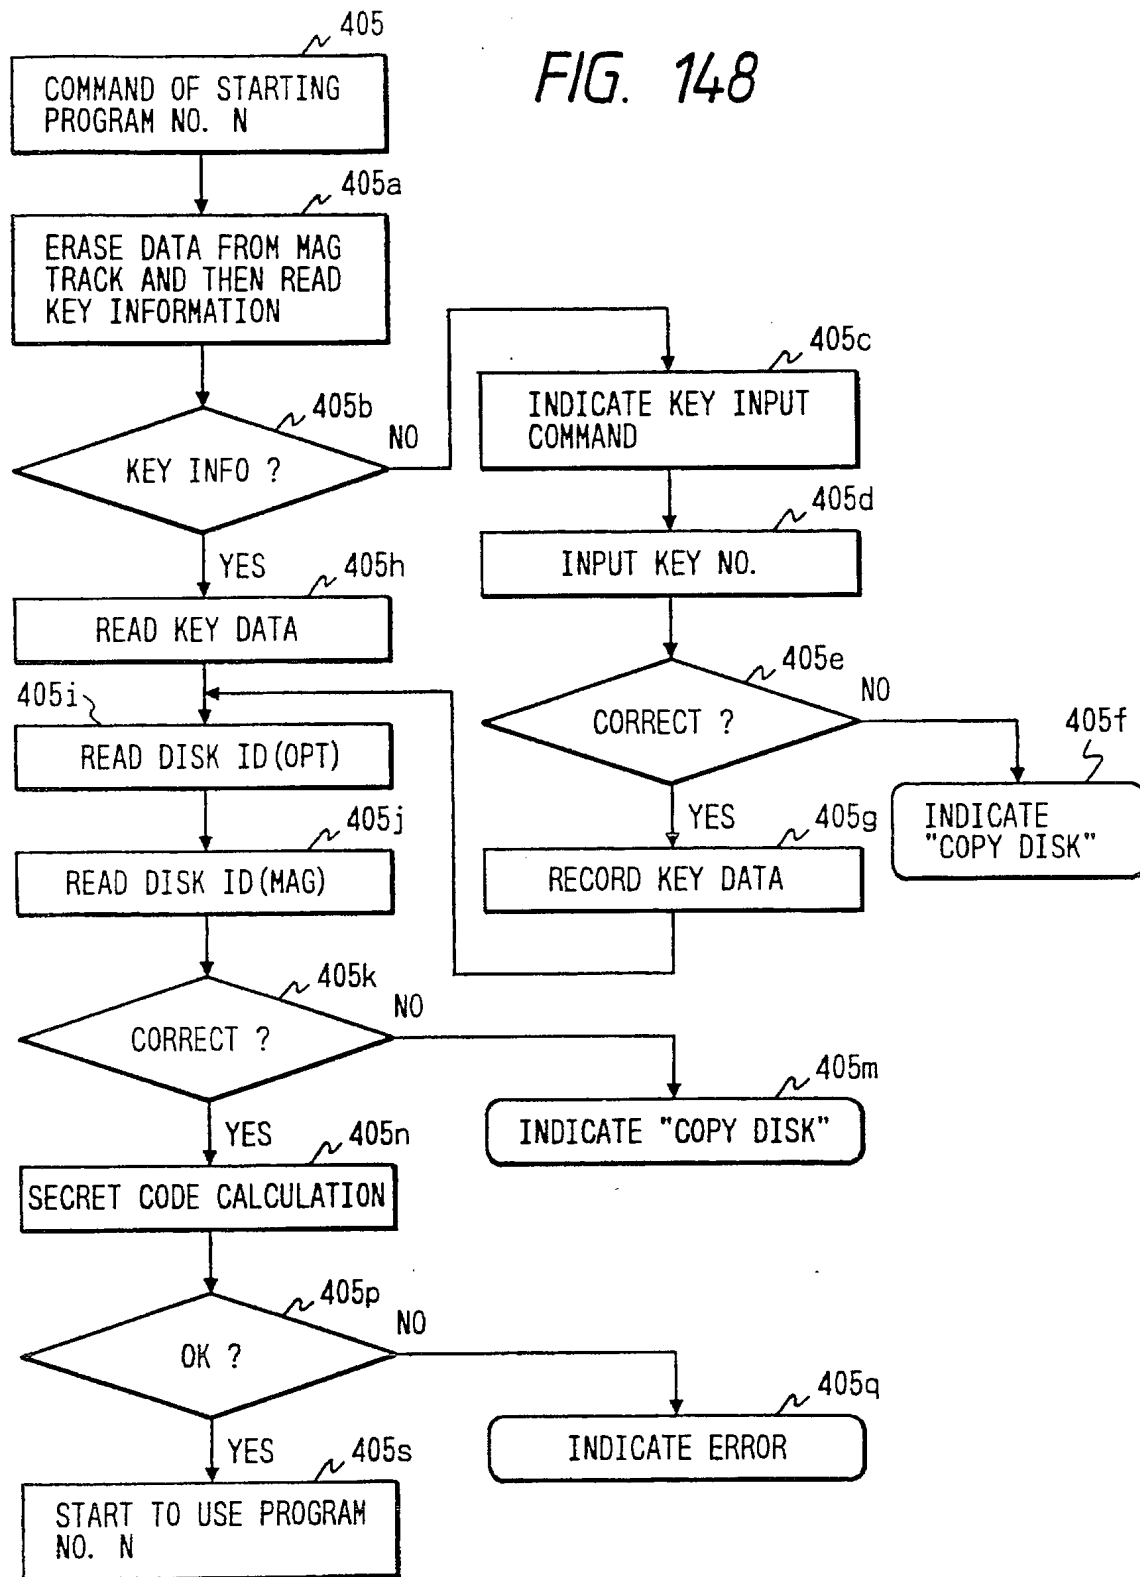 FIG. 148
405
COMMAND OF STARTING
PROGRAM NO. N
405a
ERASE DATA FROM MAG
TRACK AND THEN READ
KEY INFORMATION
405b
KEY INFO ?
NO
YES
405c
INDICATE KEY INPUT
COMMAND
405d
INPUT KEY NO.
405e
CORRECT ?
NO
YES
405f
INDICATE
"COPY DISK"
405g
RECORD KEY DATA
405h
READ KEY DATA
405i
READ DISK ID(OPT)
405j
READ DISK ID(MAG)
405k
CORRECT ?
NO
YES
405m
INDICATE "COPY DISK"
405n
SECRET CODE CALCULATION
405p
OK ?
NO
YES
405q
INDICATE ERROR
405s
START TO USE PROGRAM
NO. N